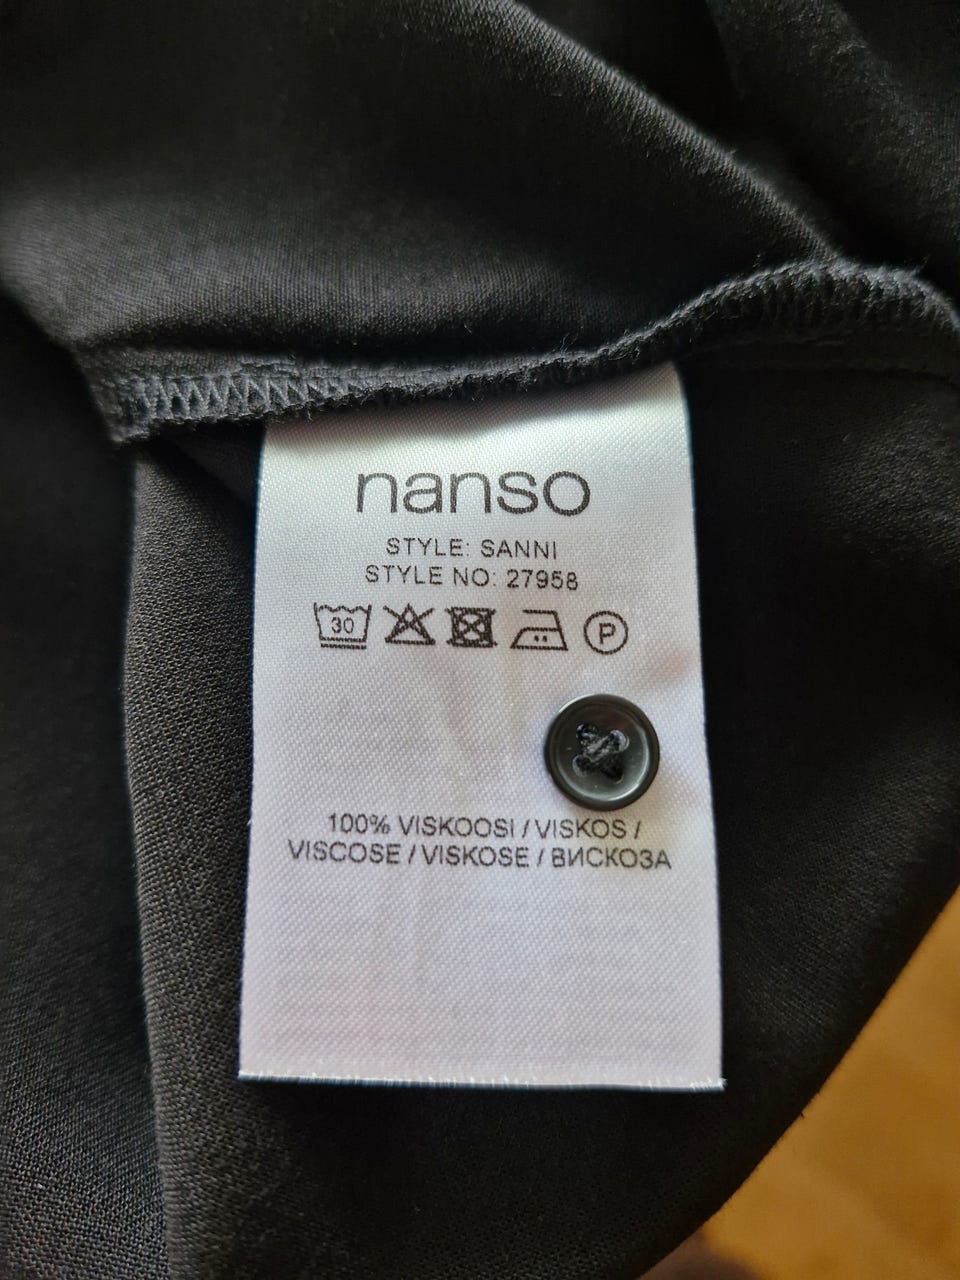 nanso
STYLE: SANNI
STYLE NO: 27958
30 P
100% VISKOOSI / VISKOS /
VISCOSE / VISKOSE / ВИСКОЗА